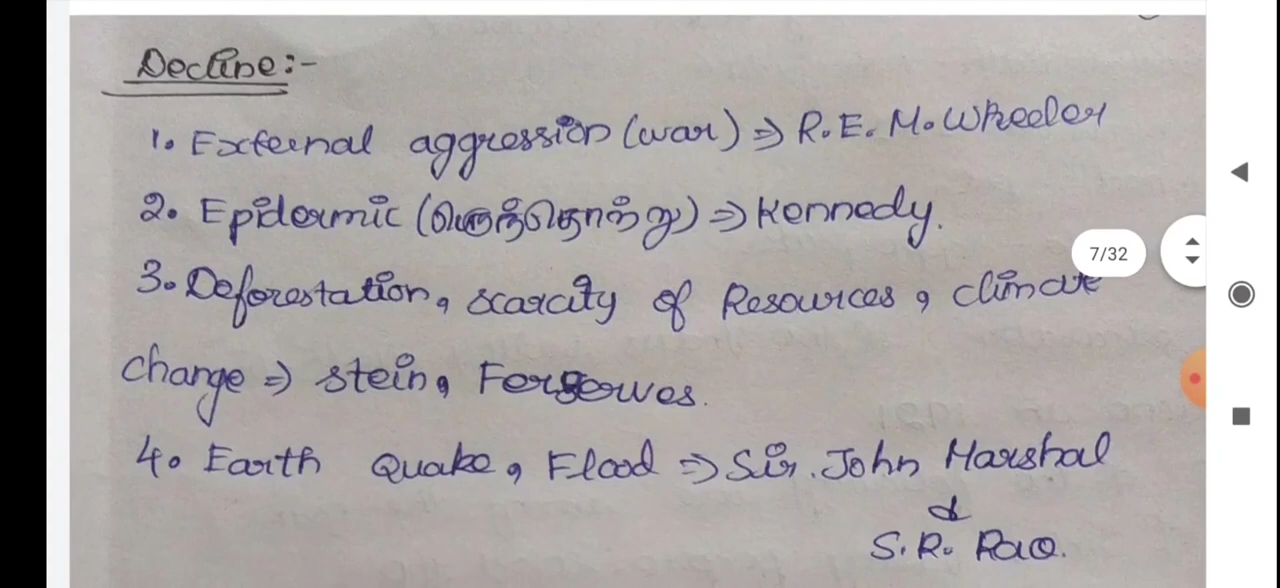 Decline:-
1. External aggression (war) ⇒ R.E.M. Wheeler
2. Epidermic (பெருந்தொற்று) ⇒ Kennedy.
7/32
3. Deforestation, scarcity of Resources, climate
change ⇒ stein,
4. Earth Quake, Flood ⇒ Sir. John Marshal
&
S.R. Rao.